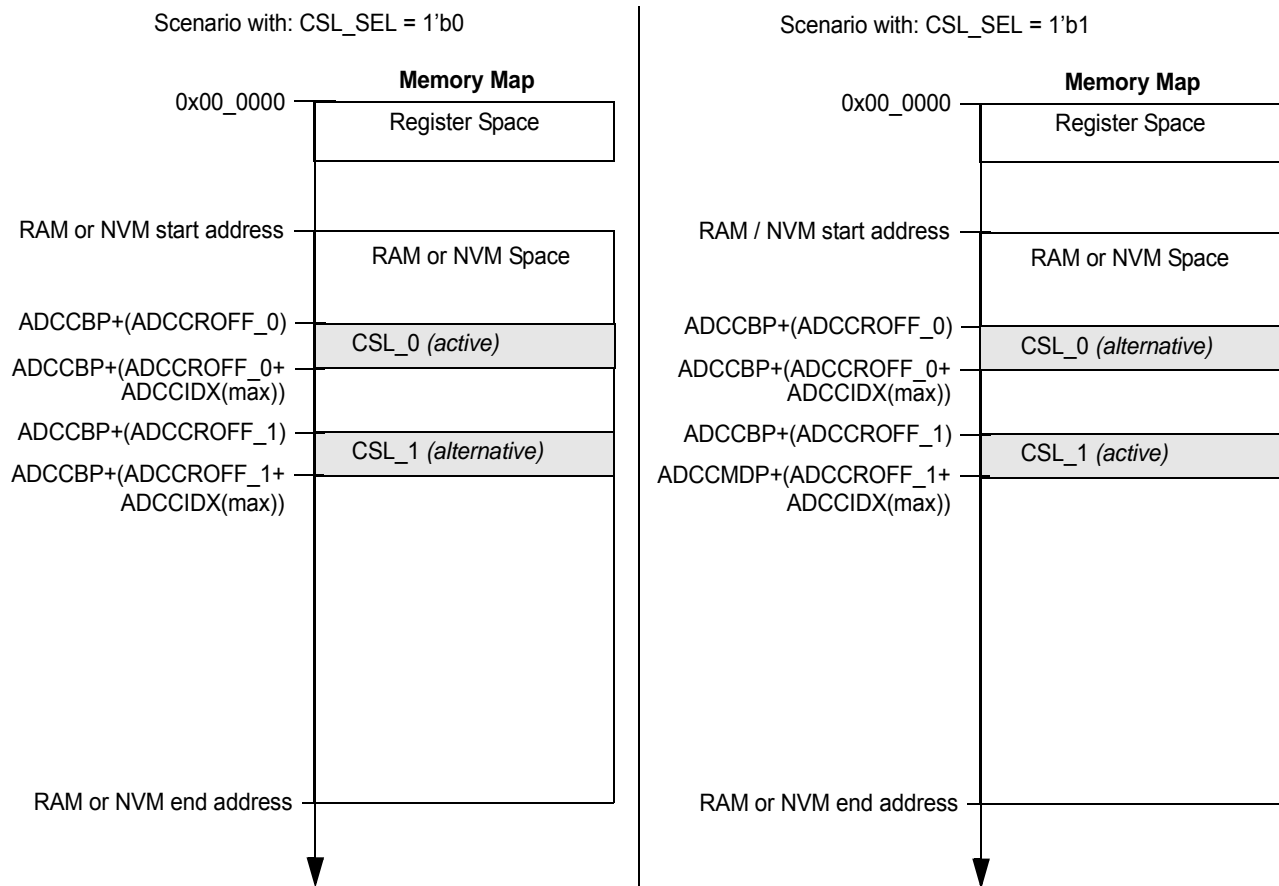 Scenario with: CSL_SEL = 1’b0
Memory Map
0x00_0000
Register Space
RAM or NVM start address
RAM or NVM Space
ADCCBP+(ADCCROFF_0)
CSL_0 (active)
ADCCBP+(ADCCROFF_0+
ADCCIDX(max))
ADCCBP+(ADCCROFF_1)
CSL_1 (alternative)
ADCCBP+(ADCCROFF_1+
ADCCIDX(max))
RAM or NVM end address
Scenario with: CSL_SEL = 1’b1
Memory Map
0x00_0000
Register Space
RAM / NVM start address
RAM or NVM Space
ADCCBP+(ADCCROFF_0)
CSL_0 (alternative)
ADCCBP+(ADCCROFF_0+
ADCCIDX(max))
ADCCBP+(ADCCROFF_1)
CSL_1 (active)
ADCCMDP+(ADCCROFF_1+
ADCCIDX(max))
RAM or NVM end address